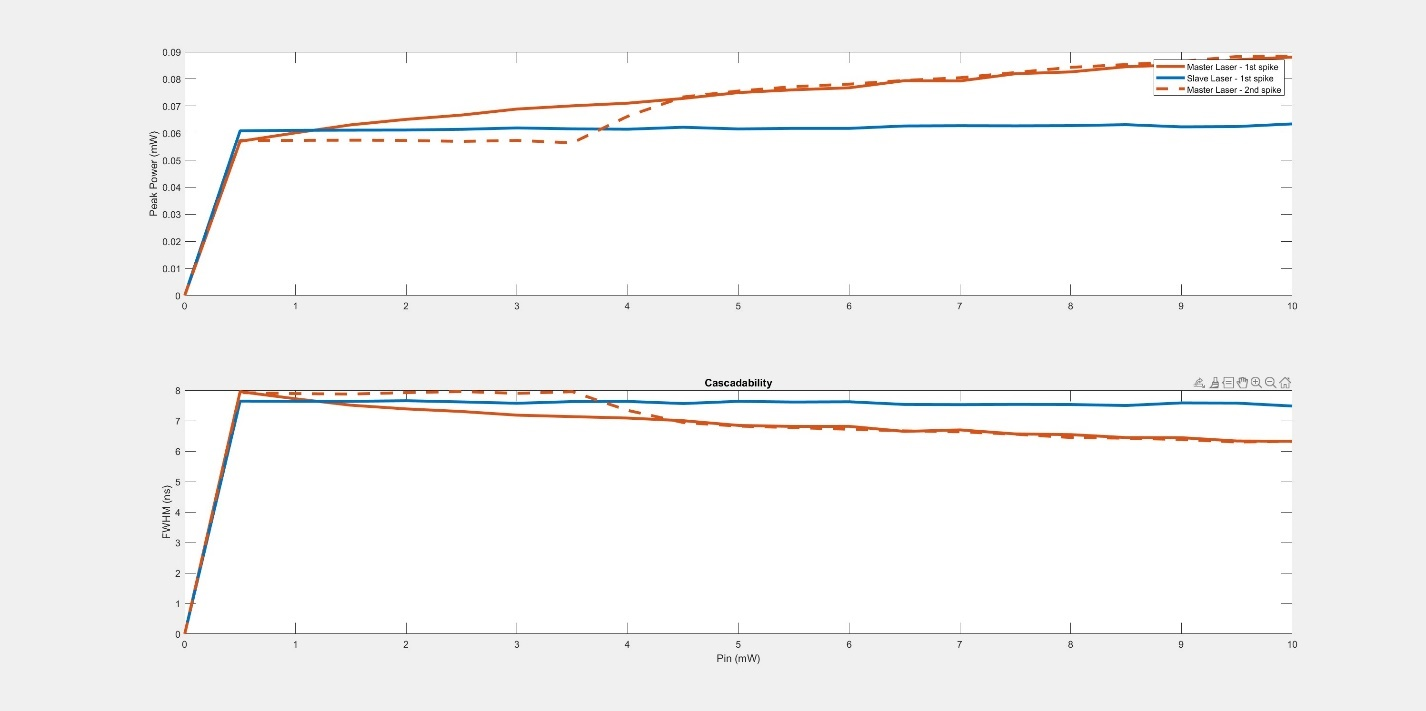 0.09
0.08
0.07
0.06
0.05
0.04
0.03
0.02
0.01
0
Peak Power (mW)
Master Laser - 1st spike
Slave Laser - 1st spike
Master Laser - 2nd spike
0 1 2 3 4 5 6 7 8 9 10
Cascadability
8
7
6
5
4
3
2
1
0
FWHM (ns)
0 1 2 3 4 5 6 7 8 9 10
Pin (mW)